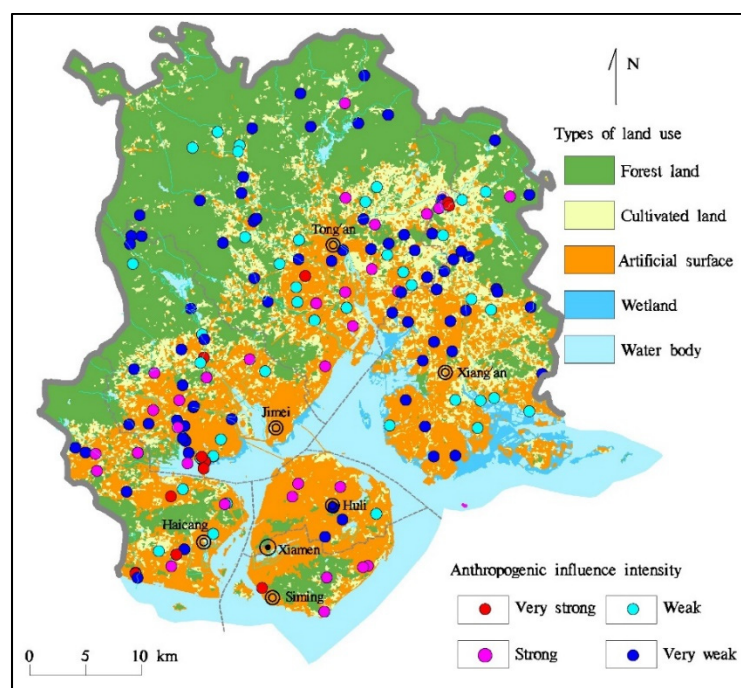 N
Types of land use
Forest land
Cultivated land
Artificial surface
Wetland
Water body
Tong an
Xiang an
Jimei
Huli
Haicang
Xiamen
Siming
Anthropogenic influence intensity
Very strong
Weak
Strong
Very weak
0 5 10 km